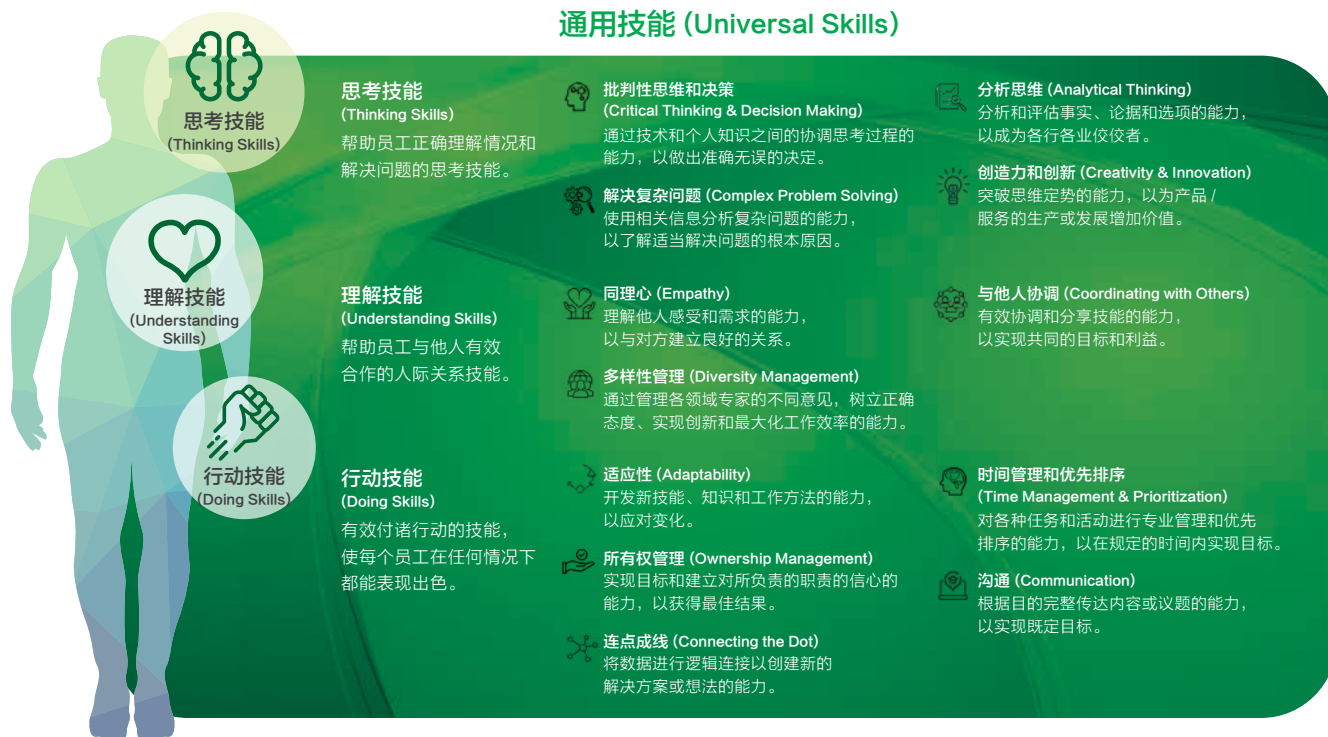 通用技能 (Universal Skills)
思考技能
(Thinking Skills)
理解技能
(Understanding
Skills)
行动技能
(Doing Skills)
思考技能
(Thinking Skills)
帮助员工正确理解情况和
解决问题的思考技能。
批判性思维和决策
(Critical Thinking & Decision Making)
通过技术和个人知识之间的协调思考过程的
能力，以做出准确无误的决定。
解决复杂问题 (Complex Problem Solving)
使用相关信息分析复杂问题的能力，
以了解适当解决问题的根本原因。
分析思维 (Analytical Thinking)
分析和评估事实、论据和选项的能力，
以成为各行各业佼佼者。
创造力和创新 (Creativity & Innovation)
突破思维定势的能力，以为产品 /
服务的生产或发展增加价值。
理解技能
(Understanding Skills)
帮助员工与他人有效
合作的人际关系技能。
同理心 (Empathy)
理解他人感受和需求的能力，
以与对方建立良好的关系。
多样性管理 (Diversity Management)
通过管理各领域专家的不同意见，树立正确
态度、实现创新和最大化工作效率的能力。
与他人协调 (Coordinating with Others)
有效协调和分享技能的能力，
以实现共同的目标和利益。
行动技能
(Doing Skills)
有效付诸行动的技能，
使每个员工在任何情况下
都能表现出色。
适应性 (Adaptability)
开发新技能、知识和工作方法的能力，
以应对变化。
所有权管理 (Ownership Management)
实现目标和建立对所负责的职责的信心的
能力，以获得最佳结果。
连点成线 (Connecting the Dot)
将数据进行逻辑连接以创建新的
解决方案或想法的能力。
时间管理和优先排序
(Time Management & Prioritization)
对各种任务和活动进行专业管理和优先
排序的能力，以在规定的时间内实现目标。
沟通 (Communication)
根据目的完整传达内容或议题的能力，
以实现既定目标。